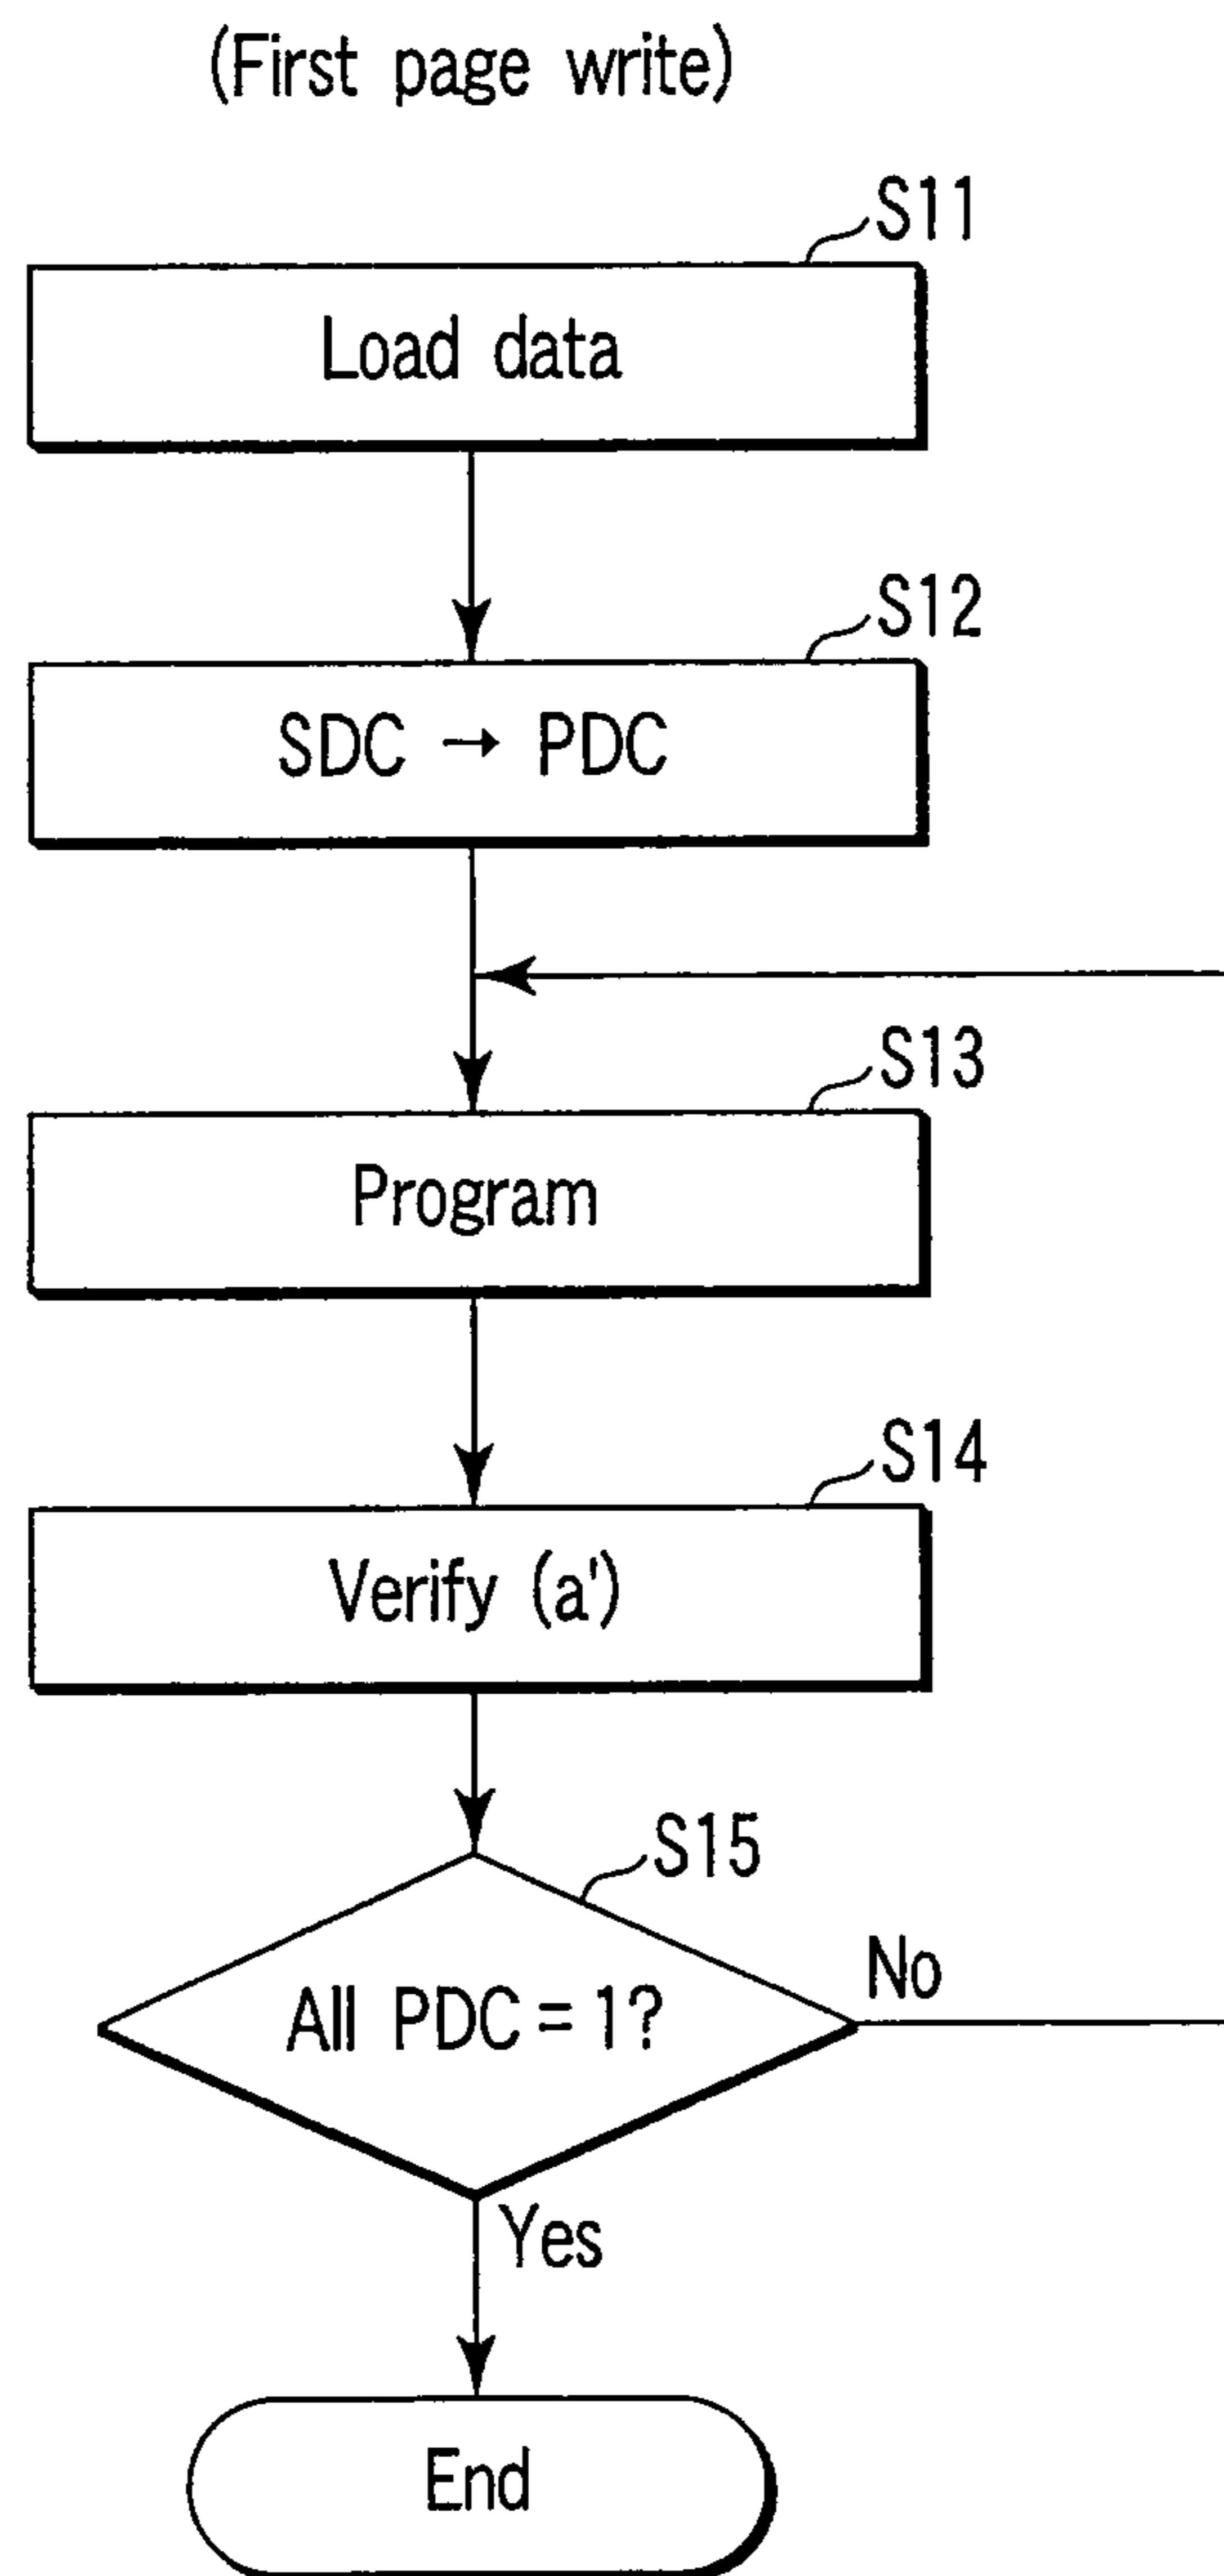 (First page write)
S11
Load data
S12
SDC → PDC
S13
Program
S14
Verify (a')
S15
All PDC = 1?
No
Yes
End